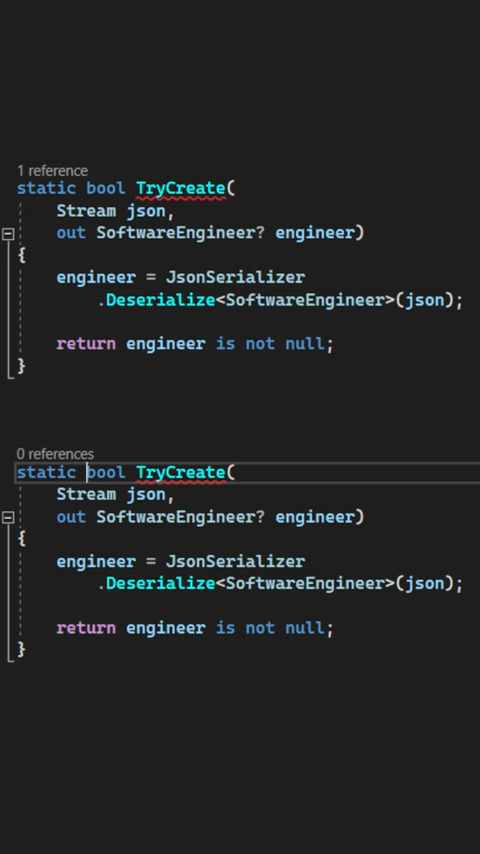 1 reference
static bool TryCreate(
Stream json,
out SoftwareEngineer? engineer)
{
engineer = JsonSerializer
.Deserialize<SoftwareEngineer>(json);
return engineer is not null;
}
0 references
static bool TryCreate(
Stream json,
out SoftwareEngineer? engineer)
{
engineer = JsonSerializer
.Deserialize<SoftwareEngineer>(json);
return engineer is not null;
}